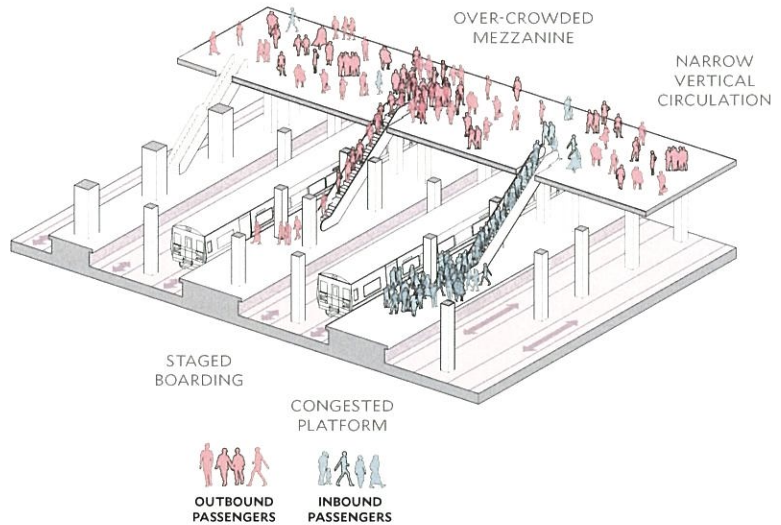 OVER-CROWDED
MEZZANINE
NARROW
VERTICAL
CIRCULATION
STAGED
BOARDING
CONGESTED
PLATFORM
OUTBOUND
PASSENGERS
INBOUND
PASSENGERS